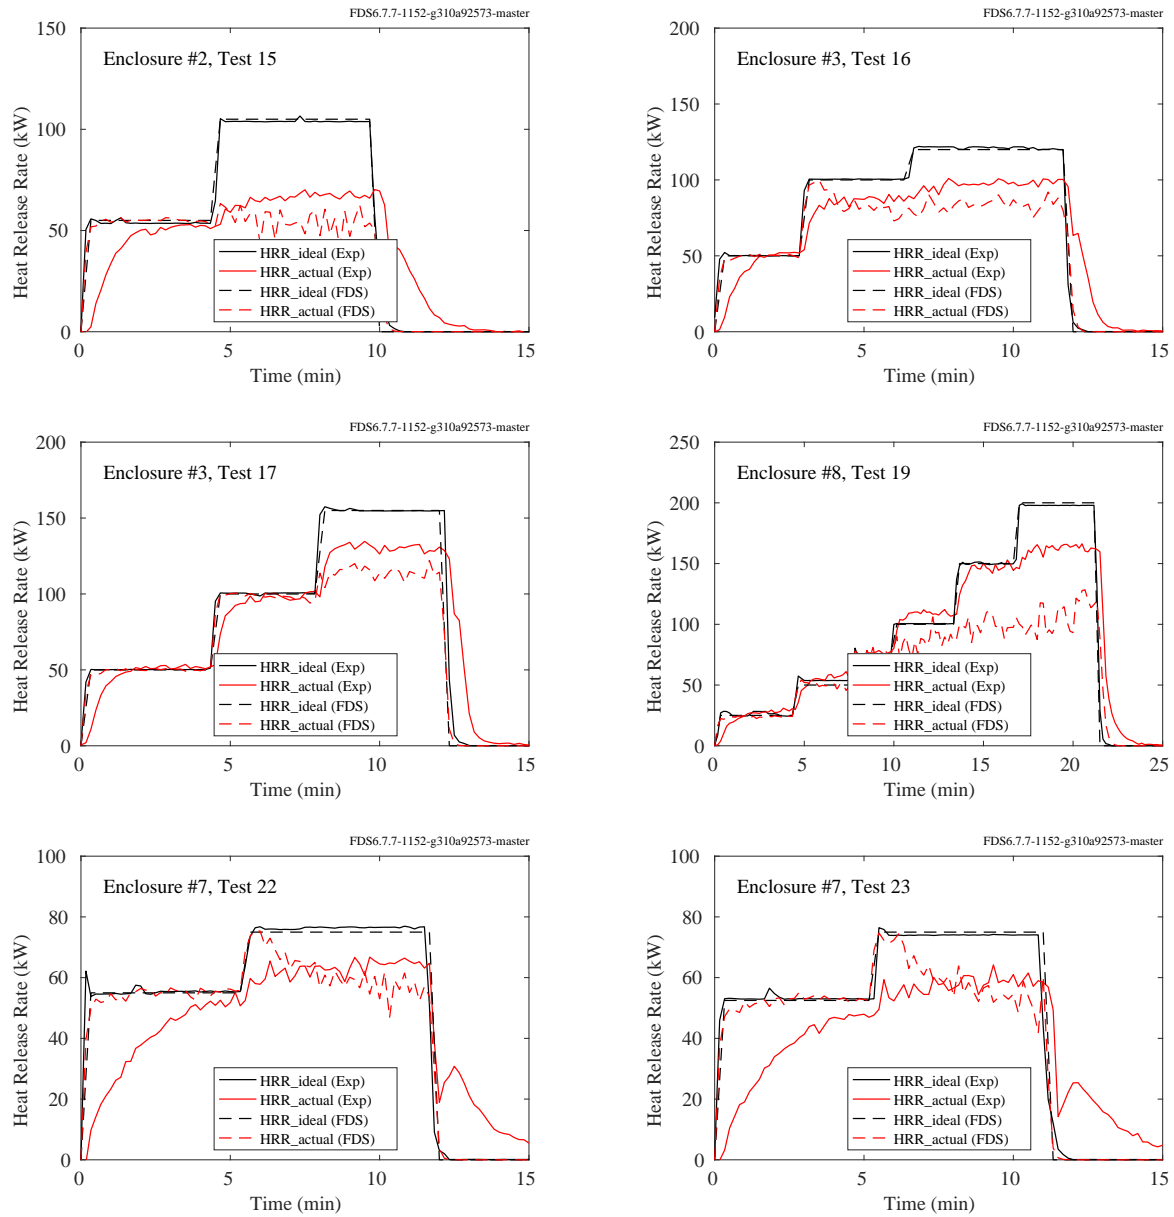 FDS6.7.7-1152-g310a92573-master
Enclosure #2, Test 15
Heat Release Rate (kW)
150
100
50
0
HRR_ideal (Exp)
HRR_actual (Exp)
HRR_ideal (FDS)
HRR_actual (FDS)
0 5 10 15
Time (min)
FDS6.7.7-1152-g310a92573-master
Enclosure #3, Test 16
Heat Release Rate (kW)
200
150
100
50
0
HRR_ideal (Exp)
HRR_actual (Exp)
HRR_ideal (FDS)
HRR_actual (FDS)
0 5 10 15
Time (min)
FDS6.7.7-1152-g310a92573-master
Enclosure #3, Test 17
Heat Release Rate (kW)
200
150
100
50
0
HRR_ideal (Exp)
HRR_actual (Exp)
HRR_ideal (FDS)
HRR_actual (FDS)
0 5 10 15
Time (min)
FDS6.7.7-1152-g310a92573-master
Enclosure #8, Test 19
Heat Release Rate (kW)
250
200
150
100
50
0
HRR_ideal (Exp)
HRR_actual (Exp)
HRR_ideal (FDS)
HRR_actual (FDS)
0 5 10 15 20 25
Time (min)
FDS6.7.7-1152-g310a92573-master
Enclosure #7, Test 22
Heat Release Rate (kW)
100
80
60
40
20
0
HRR_ideal (Exp)
HRR_actual (Exp)
HRR_ideal (FDS)
HRR_actual (FDS)
0 5 10 15
Time (min)
FDS6.7.7-1152-g310a92573-master
Enclosure #7, Test 23
Heat Release Rate (kW)
100
80
60
40
20
0
HRR_ideal (Exp)
HRR_actual (Exp)
HRR_ideal (FDS)
HRR_actual (FDS)
0 5 10 15
Time (min)